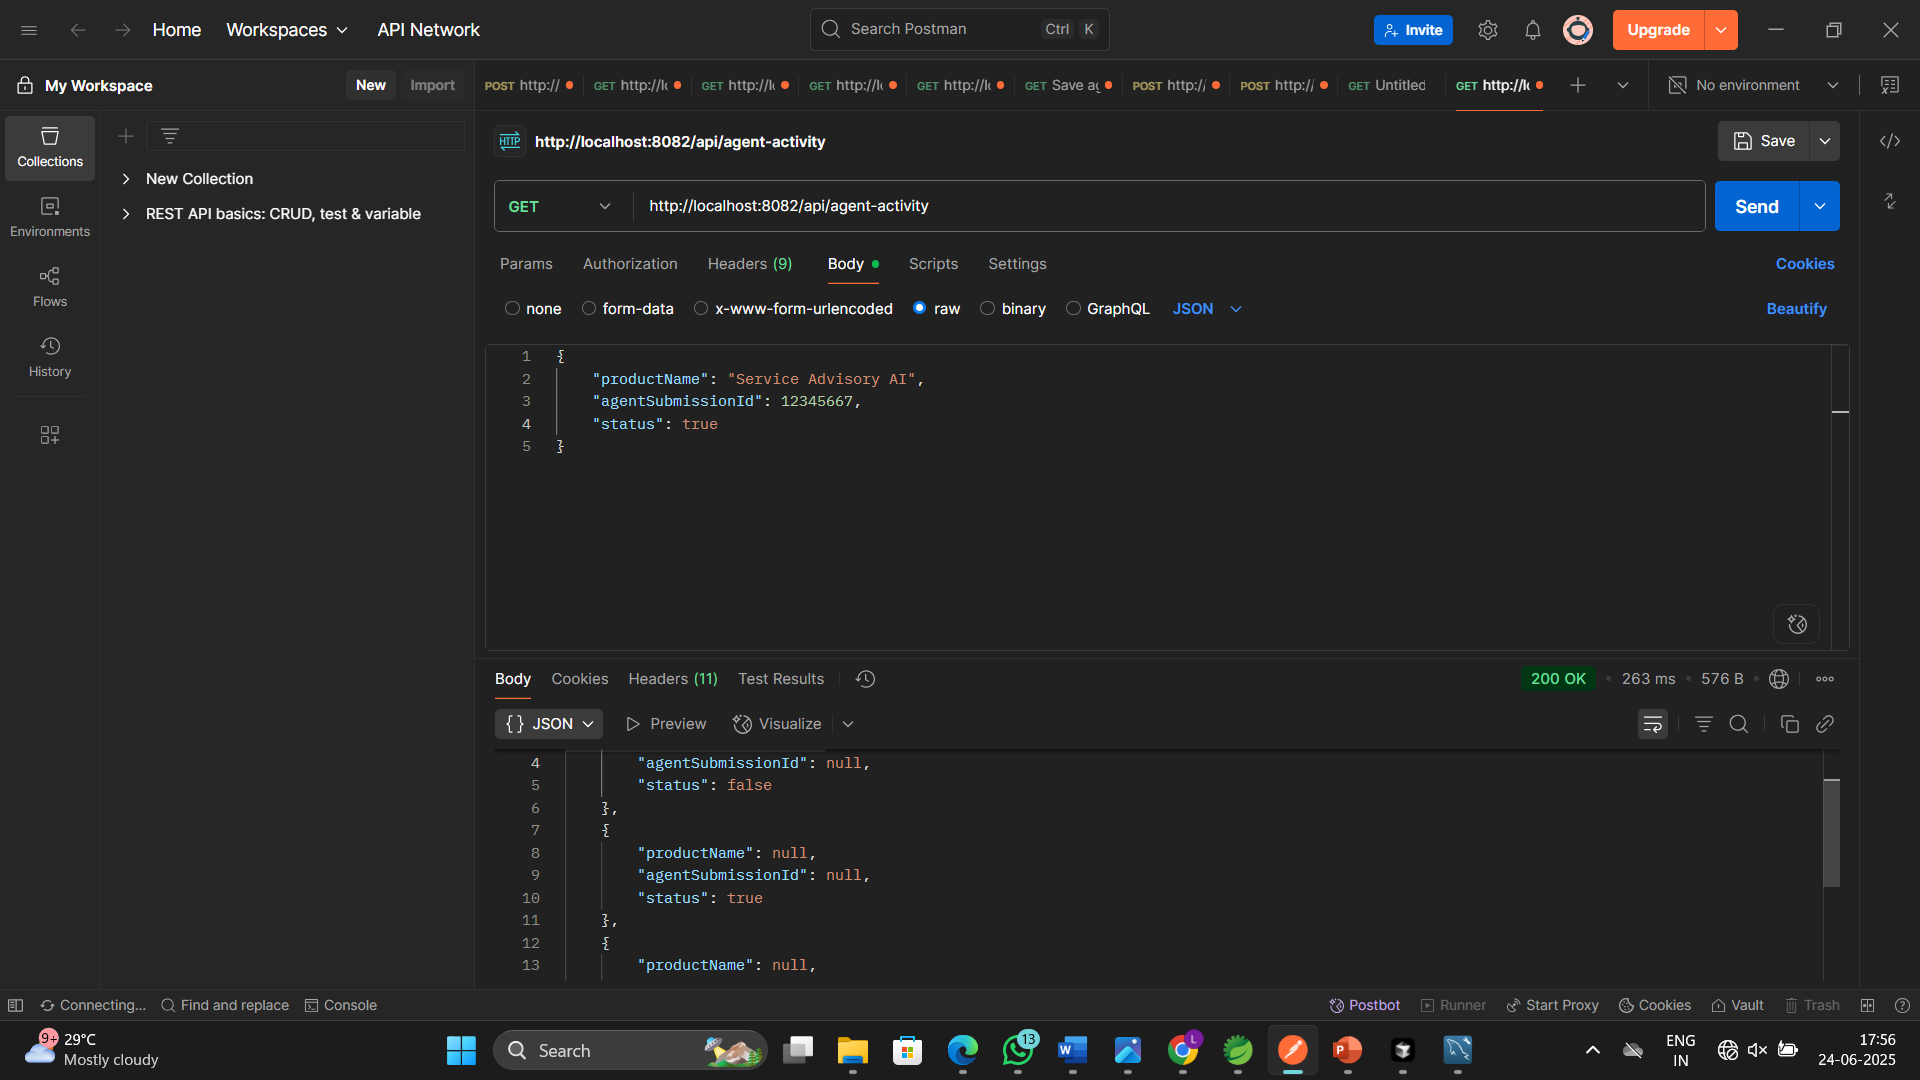 Home
Workspaces
API Network
Search Postman
Ctrl
K
Invite
Upgrade
My Workspace
New
Import
POST http://
GET http://lo
GET http://lo
GET http://lo
GET http://lo
GET Save ag
POST http:/
POST http:/
GET Untitled
GET http://lo
No environment
Collections
Environments
Flows
History
New Collection
REST API basics: CRUD, test & variable
HTTP
http://localhost:8082/api/agent-activity
Save
GET
http://localhost:8082/api/agent-activity
Send
Params
Authorization
Headers (9)
Body
Scripts
Settings
Cookies
none
form-data
x-www-form-urlencoded
raw
binary
GraphQL
JSON
Beautify
1 {
2 "productName": "Service Advisory AI",
3 "agentSubmissionId": 12345667,
4 "status": true
5 }
Body
Cookies
Headers (11)
Test Results
200 OK
263 ms
576 B
{} JSON
Preview
Visualize
4 "agentSubmissionId": null,
5 "status": false
6 },
7 {
8 "productName": null,
9 "agentSubmissionId": null,
10 "status": true
11 },
12 {
13 "productName": null,
Connecting...
Find and replace
Console
Postbot
Runner
Start Proxy
Cookies
Vault
Trash
9+
29°C
Mostly cloudy
Search
13
W
L
P
ENG
IN
17:56
24-06-2025